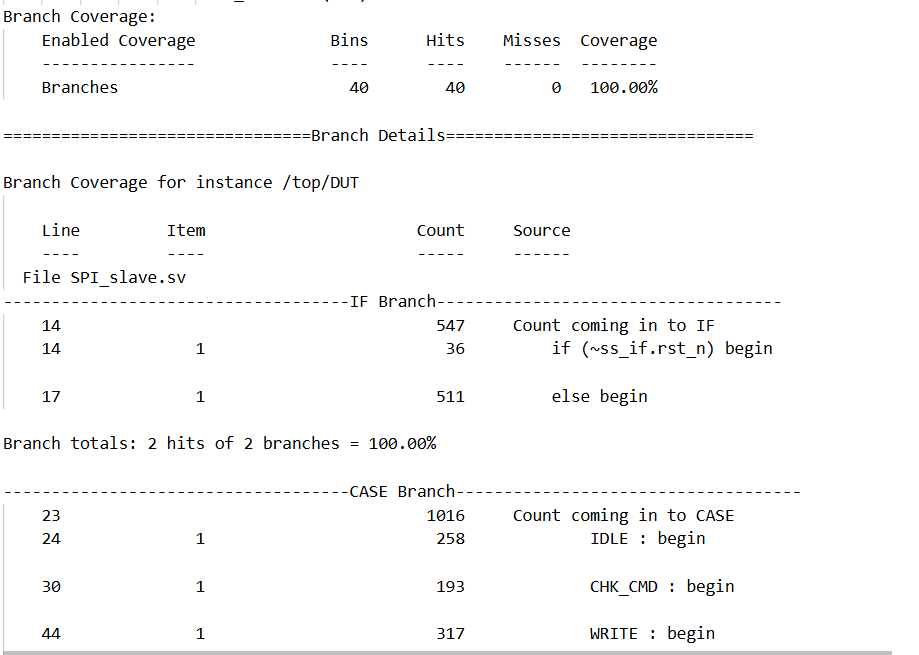 Branch Coverage:
    Enabled Coverage              Bins      Hits    Misses  Coverage
    ----------------              ----      ----    ------  --------
    Branches                        40        40         0   100.00%

================================Branch Details================================

Branch Coverage for instance /top/DUT

    Line         Item                      Count     Source
    ----         ----                      -----     ------
  File SPI_slave.sv
------------------------------------IF Branch------------------------------------
    14                                       547     Count coming in to IF
    14              1                         36         if (~ss_if.rst_n) begin

    17              1                        511         else begin

Branch totals: 2 hits of 2 branches = 100.00%

------------------------------------CASE Branch------------------------------------
    23                                      1016     Count coming in to CASE
    24              1                        258             IDLE : begin

    30              1                        193             CHK_CMD : begin

    44              1                        317             WRITE : begin